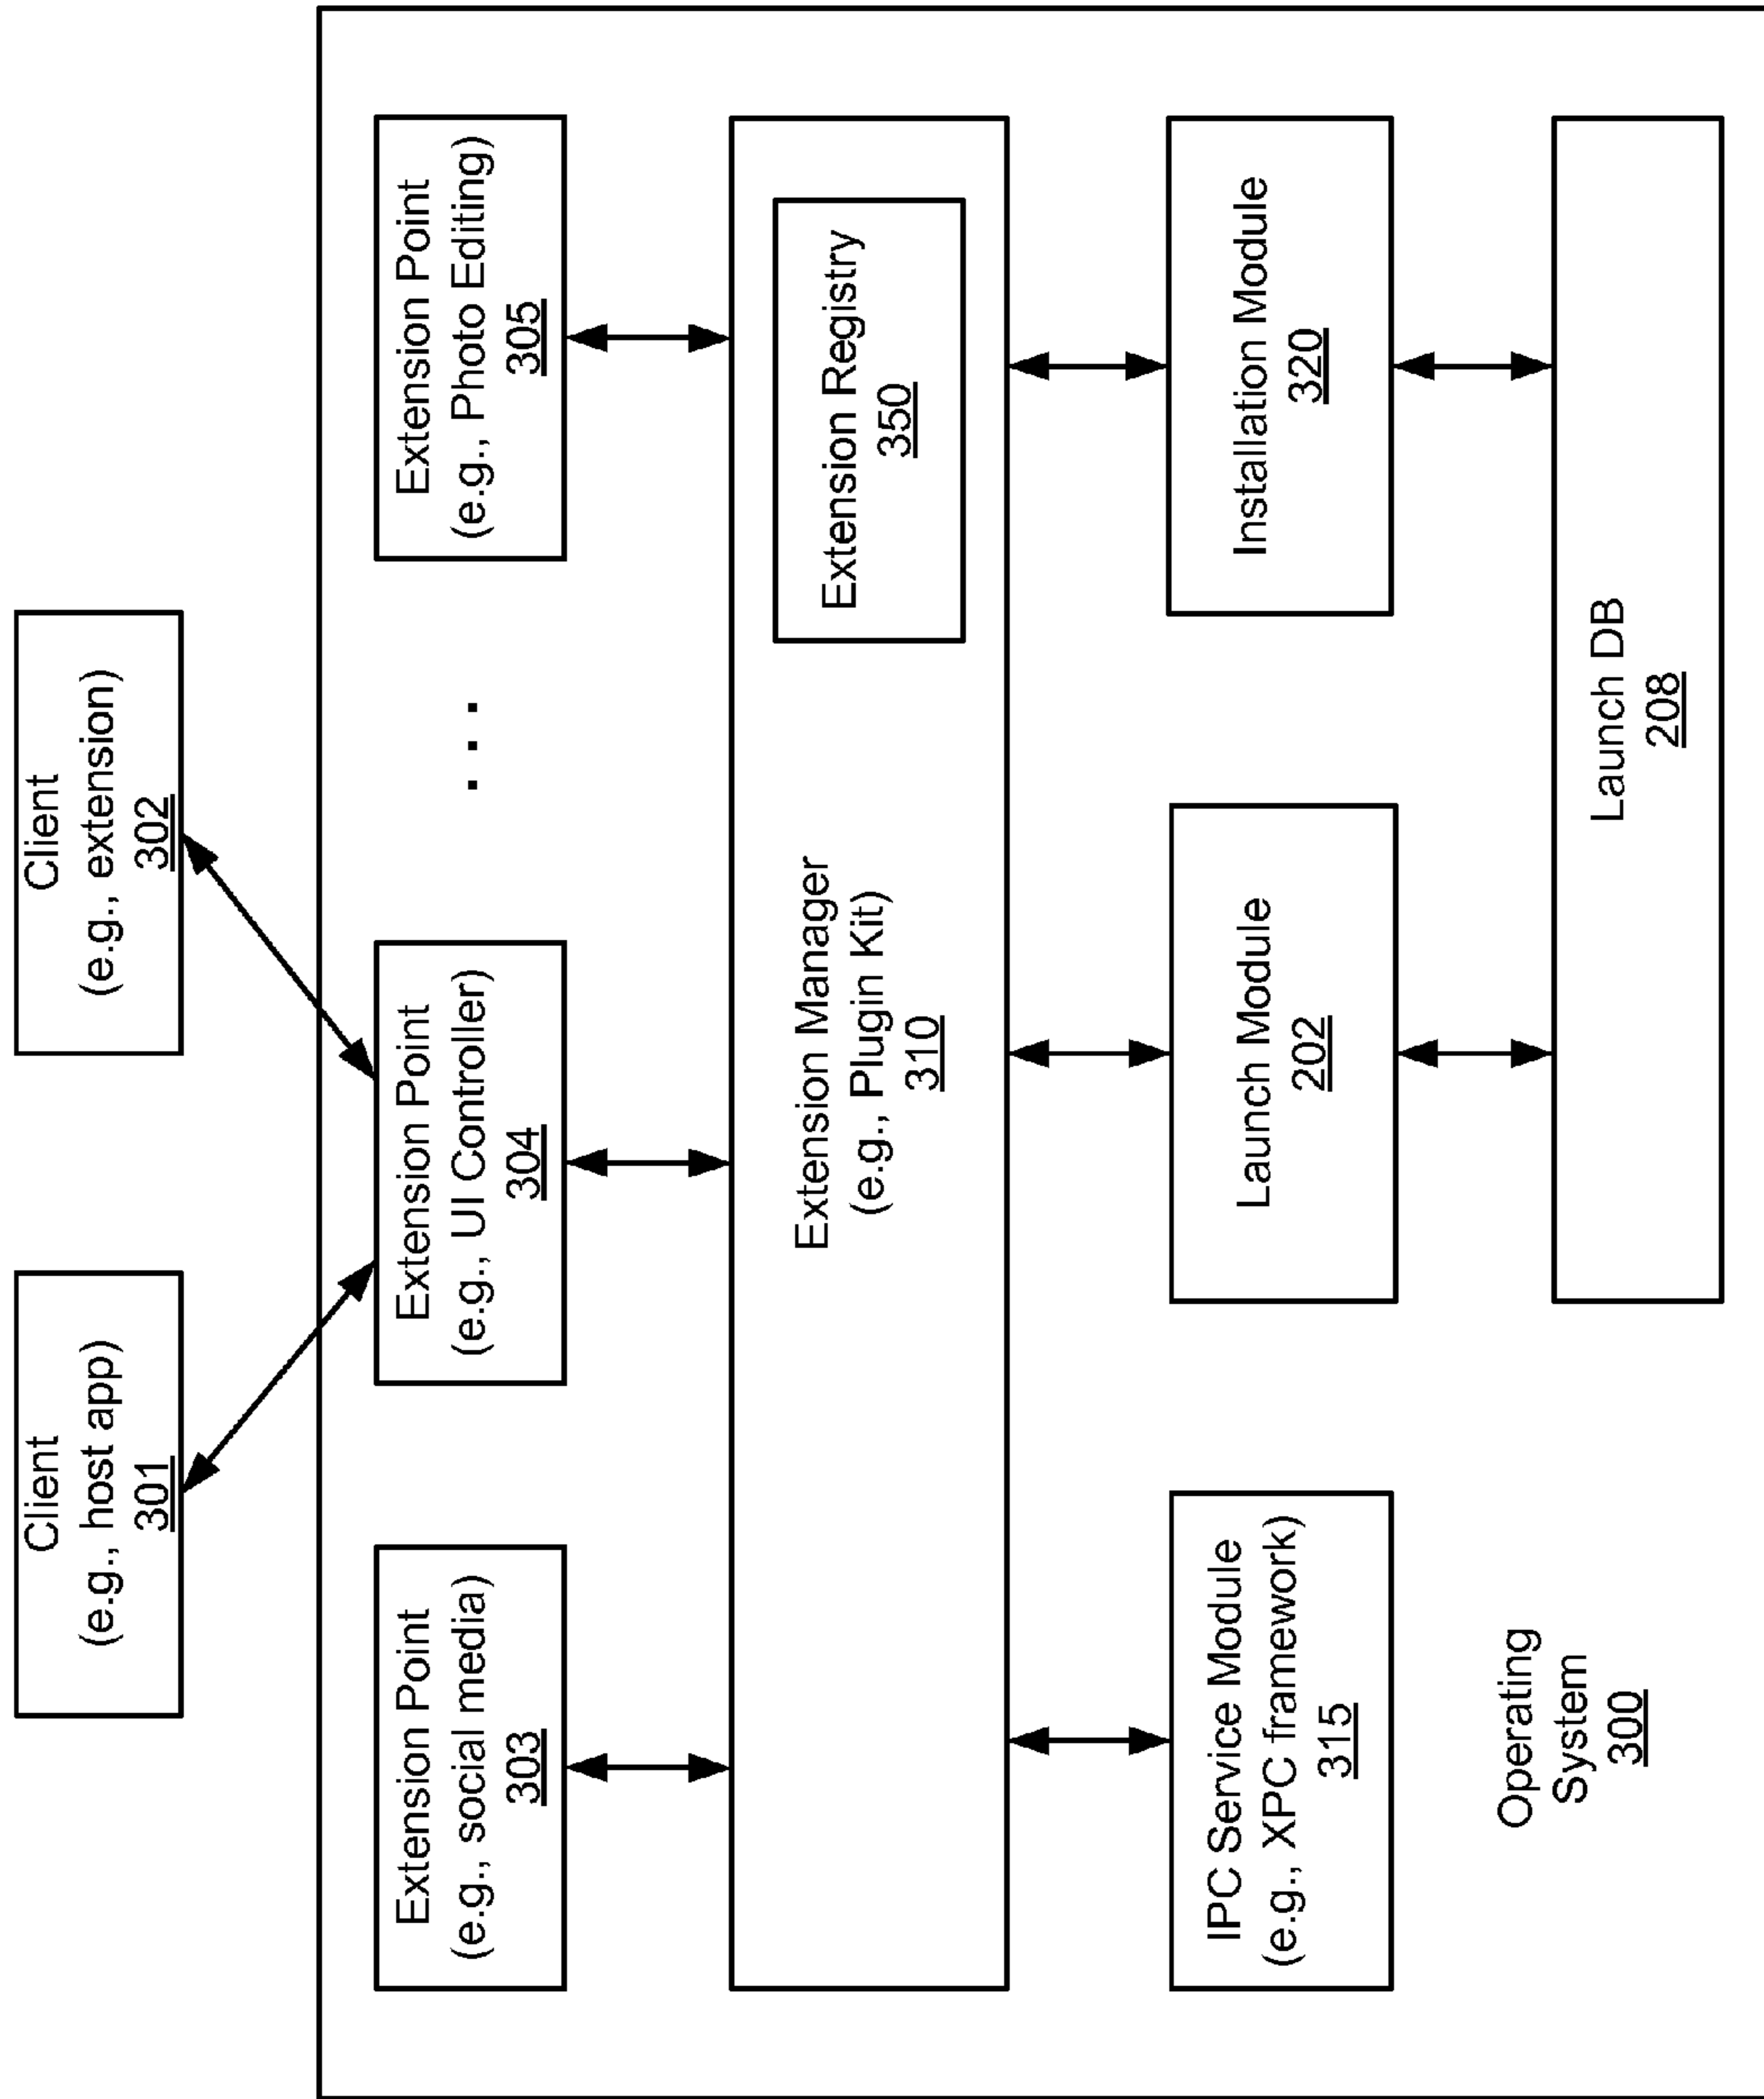 Client
(e.g., host app)
301
Client
(e.g., extension)
302
Extension Point
(e.g., social media)
303
Extension Point
(e.g., UI Controller)
304
. . .
Extension Point
(e.g., Photo Editing)
305
Extension Manager
(e.g., Plugin Kit)
310
Extension Registry
350
IPC Service Module
(e.g., XPC framework)
315
Launch Module
202
Installation Module
320
Operating
System
300
Launch DB
208